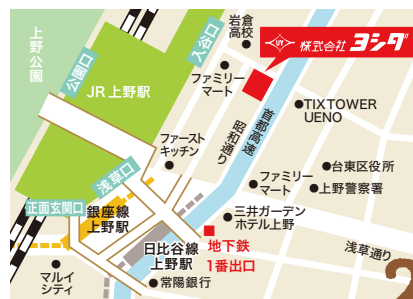 岩倉
高校
上野公園
公園口
入谷口
UY
株式会社 ヨシダ
JR上野駅
ファミリー
マート
首都高速
昭和通り
TIXTOWER
UENO
ファースト
キッチン
浅草口
台東区役所
ファミリー
マート
上野警察署
正面玄関口
銀座線
上野駅
三井ガーデン
ホテル上野
日比谷線
上野駅
地下鉄
1番出口
浅草通り
マルイ
シティ
常陽銀行
2